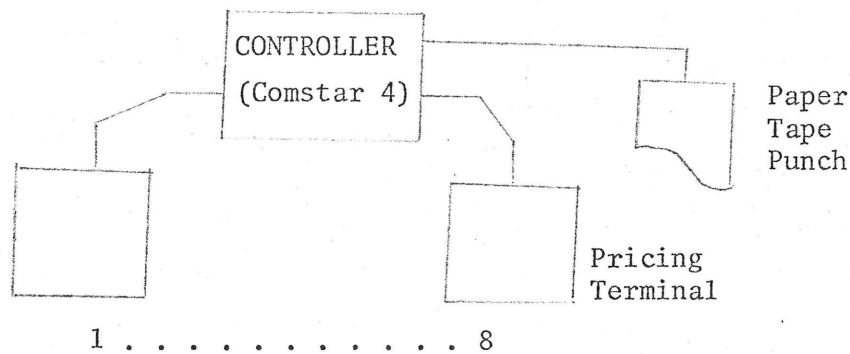 CONTROLLER
(Comstar 4)
Paper
Tape
Punch
Pricing
Terminal
1 . . . . . . . . . . . . 8